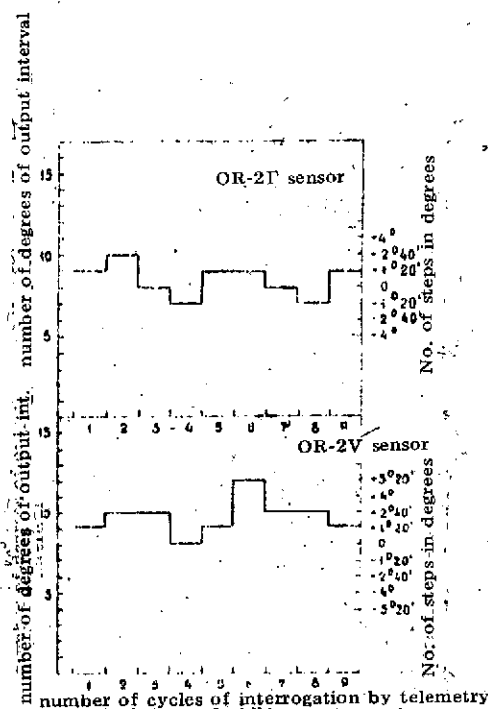 number of degrees of output interval
15
10
5
OR-2Γ sensor
+4°
+2°40'
+1°20'
0
-1°20'
-2°40'
-4°
No. of steps in degrees
1 2 3 4 5 6 7 8 9
number of degrees of output int.
15
10
5
OR-2V sensor
+5°20'
+4°
+2°40'
+1°20'
0
-1°20'
-2°40'
-4°
-5°20'
No. of steps in degrees
1 2 3 4 5 6 7 8 9
number of cycles of interrogation by telemetry